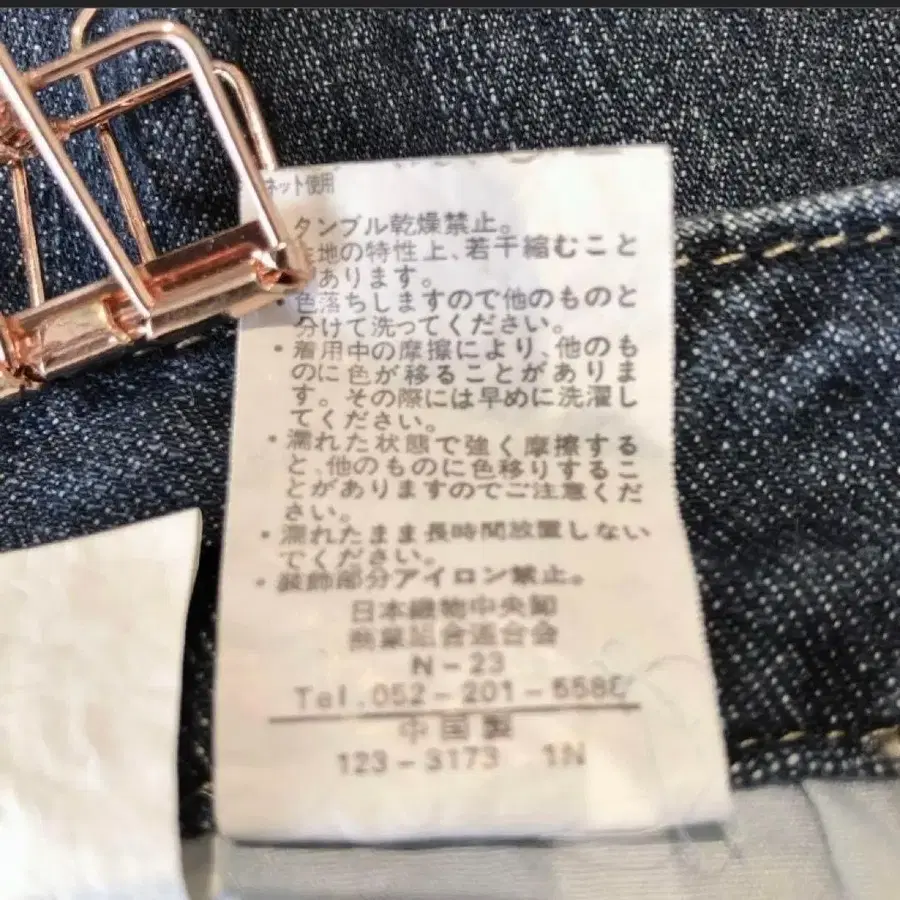 ネット使用
タンブル乾燥禁止。
地の特性上、若干縮むこと
があります。
・色落ちしますので他のものと
分けて洗ってください。
・着用中の摩擦により、他のも
のに色が移ることがありま
す。その際には早めに洗濯し
てください。
・濡れた状態で強く摩擦する
と、他のものに色移りするこ
とがありますのでご注意くだ
さい。
・濡れたまま長時間放置しない
でください。
・装飾部分アイロン禁止。
日本織物中央卸
商業組合連合会
N-23
Tel.052-201-558
中国製
123-3173 1N